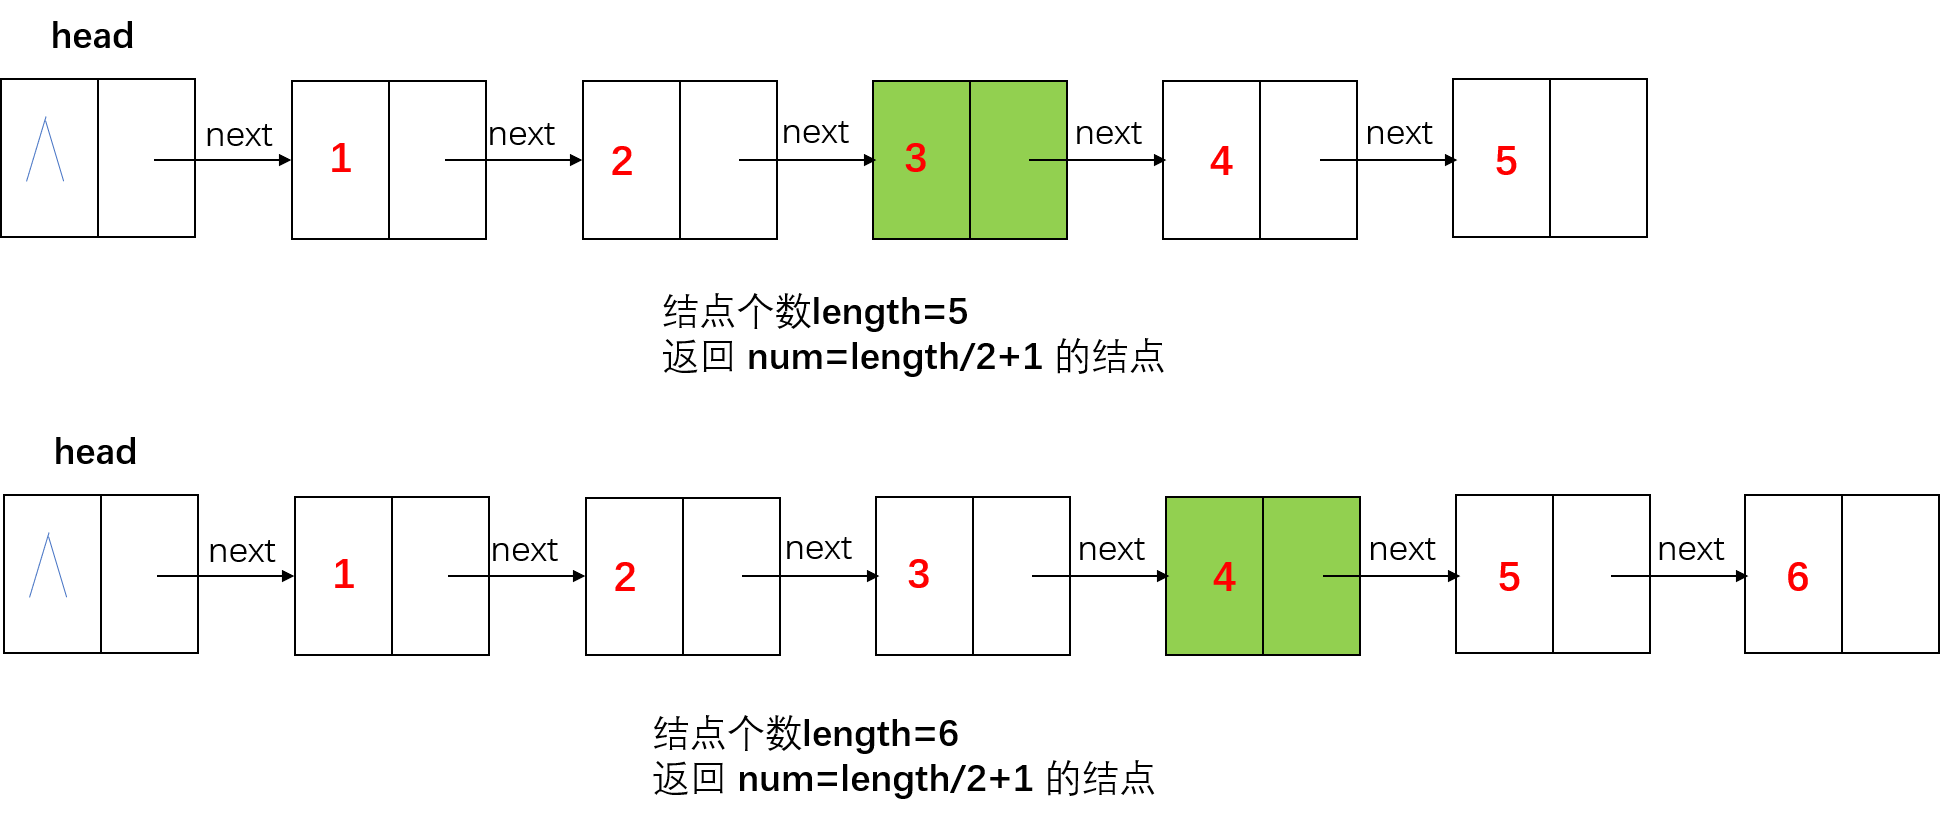 head
next next next next next
1 2 3 4 5
结点个数length=5
返回 num=length/2+1 的结点
head
next next next next next next
1 2 3 4 5 6
结点个数length=6
返回 num=length/2+1 的结点